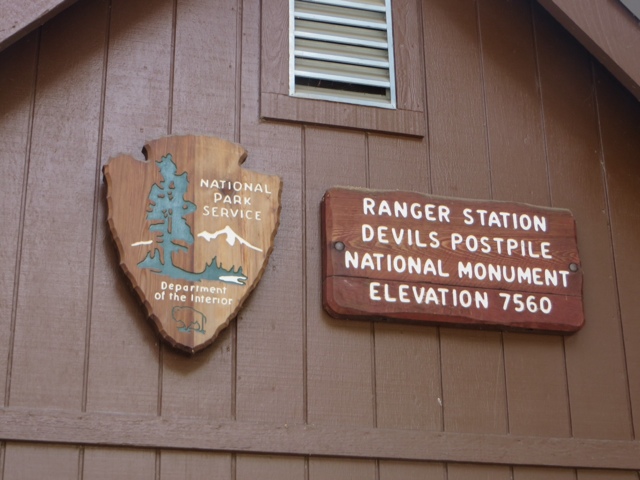 NATIONAL
PARK
SERVICE
Department
of the Interior
RANGER STATION
DEVILS POSTPILE
NATIONAL MONUMENT
ELEVATION 7560